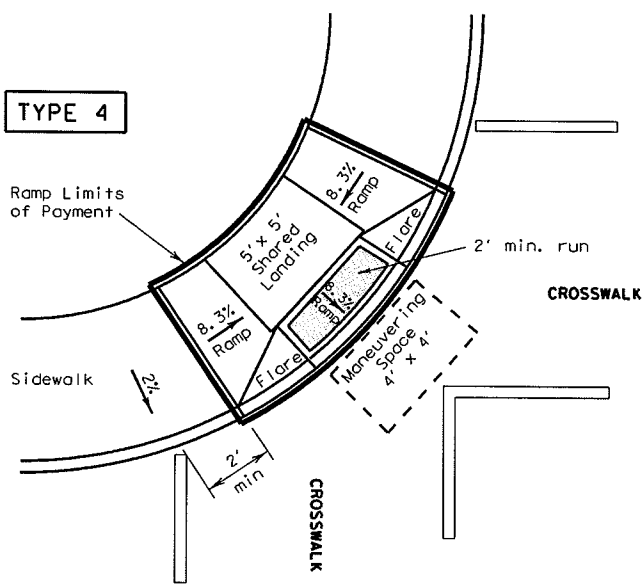 TYPE 4
Ramp Limits
of Payment
8.3%
Ramp
5' x 5'
Shared
Landing
Flare
2' min. run
CROSSWALK
8.3%
Ramp
8.3%
Ramp
Maneuvering
Space
4' x 4'
Flare
Sidewalk
2%
2'
min
CROSSWALK